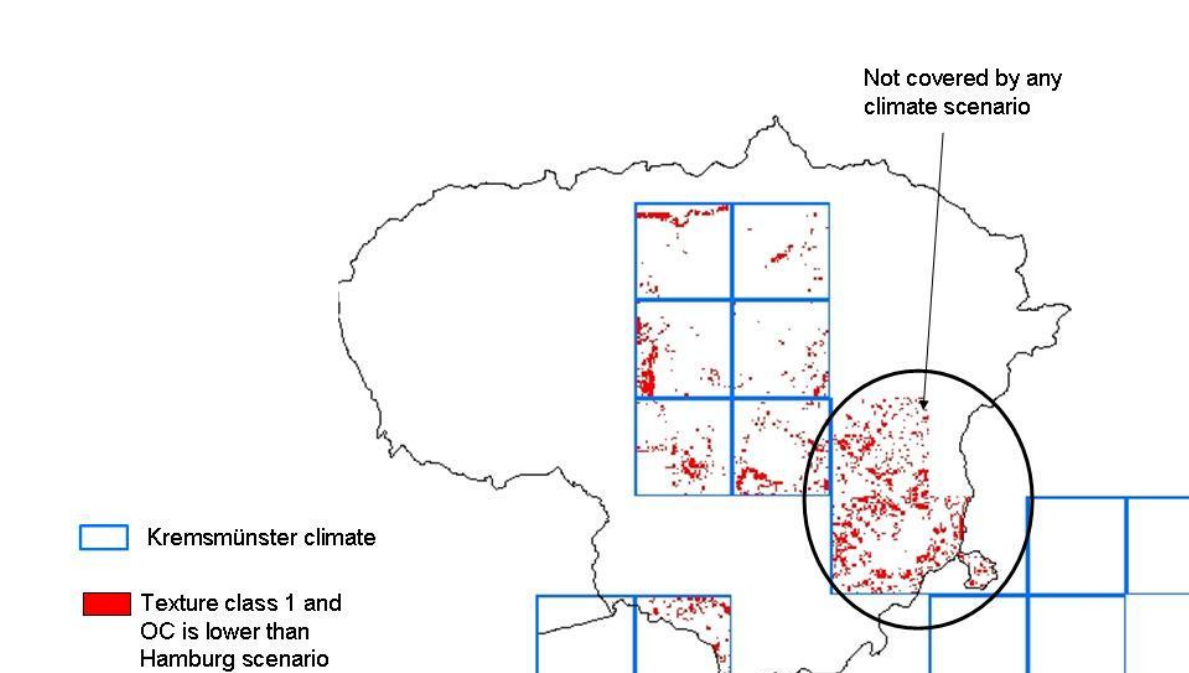 Not covered by any
climate scenario
Kremsmünster climate
Texture class 1 and
OC is lower than
Hamburg scenario